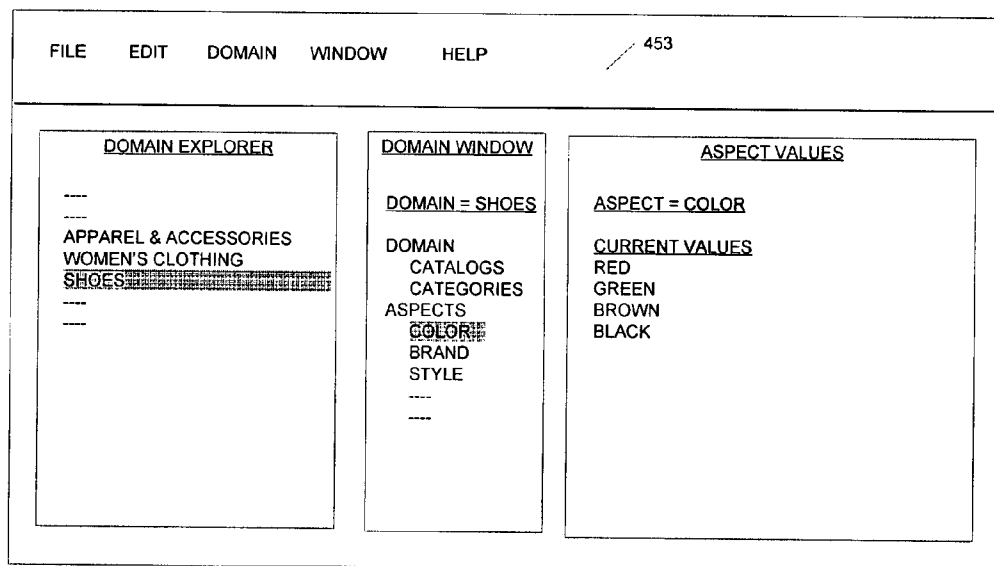 FILE EDIT DOMAIN WINDOW HELP
453
DOMAIN EXPLORER
----
----
APPAREL & ACCESSORIES
WOMEN'S CLOTHING
SHOES
----
----
DOMAIN WINDOW
DOMAIN = SHOES
DOMAIN
CATALOGS
CATEGORIES
ASPECTS
COLOR
BRAND
STYLE
----
----
ASPECT VALUES
ASPECT = COLOR
CURRENT VALUES
RED
GREEN
BROWN
BLACK